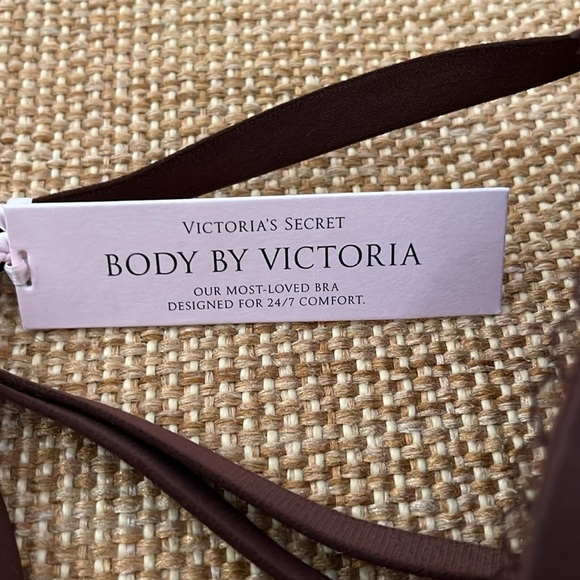 VICTORIA'S SECRET
BODY BY VICTORIA
OUR MOST-LOVED BRA
DESIGNED FOR 24/7 COMFORT.